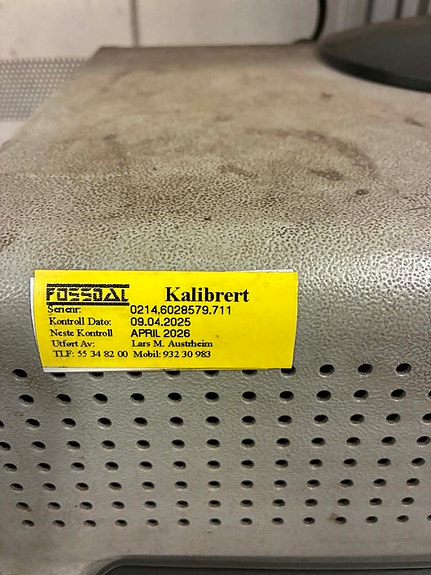 FOSSDAL Kalibrert
Serienr: 0214.6028579.711
Kontroll Dato: 09.04.2025
Neste Kontroll APRIL 2026
Utført Av: Lars M. Austrheim
TLF: 55 34 82 00 Mobil: 932 30 983